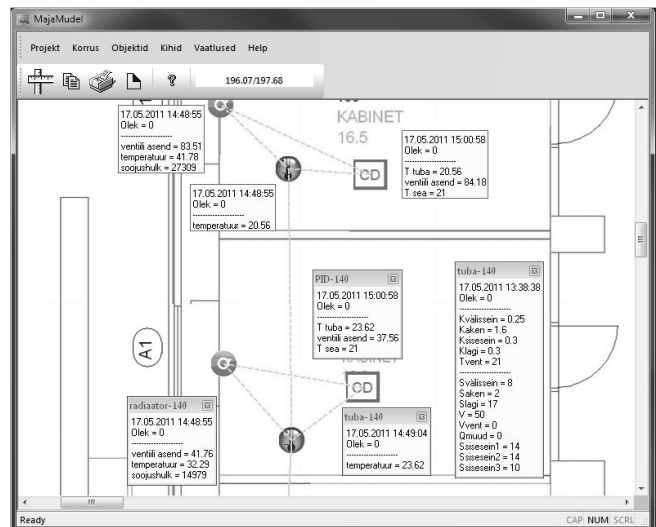 MajaMudel
Projekt Korrus Objektid Kihid Vaatlused Help
196.07/197.68
17.05.2011 14:48:55
Olek = 0
--------------------
ventiili asend = 83.51
temperatuur = 41.78
soojushulk = 27309
KABINET
16.5
17.05.2011 15:00:58
Olek = 0
--------------------
T tuba = 20.56
ventiili asend = 84.18
T sea = 21
CD
17.05.2011 14:48:55
Olek = 0
--------------------
temperatuur = 20.56
PID-140
17.05.2011 15:00:58
Olek = 0
--------------------
T tuba = 23.62
ventiili asend = 37.56
T sea = 21
tuba-140
17.05.2011 13:38:38
Olek = 0
--------------------
Kvälissein = 0.25
Kaken = 1.6
Ksisesein = 0.3
Klagi = 0.3
Tvent = 21
--------------------
Svälissein = 8
Saken = 2
Slagi = 17
V = 50
Vvent = 0
Qmuud = 0
Ssisesein1 = 14
Ssisesein2 = 14
Ssisesein3 = 10
A1
KABINET
CD
radiaator-140
17.05.2011 14:48:55
Olek = 0
--------------------
ventiili asend = 41.76
temperatuur = 32.29
soojushulk = 14979
tuba-140
17.05.2011 14:49:04
Olek = 0
--------------------
temperatuur = 23.62
Ready
CAP NUM SCRL